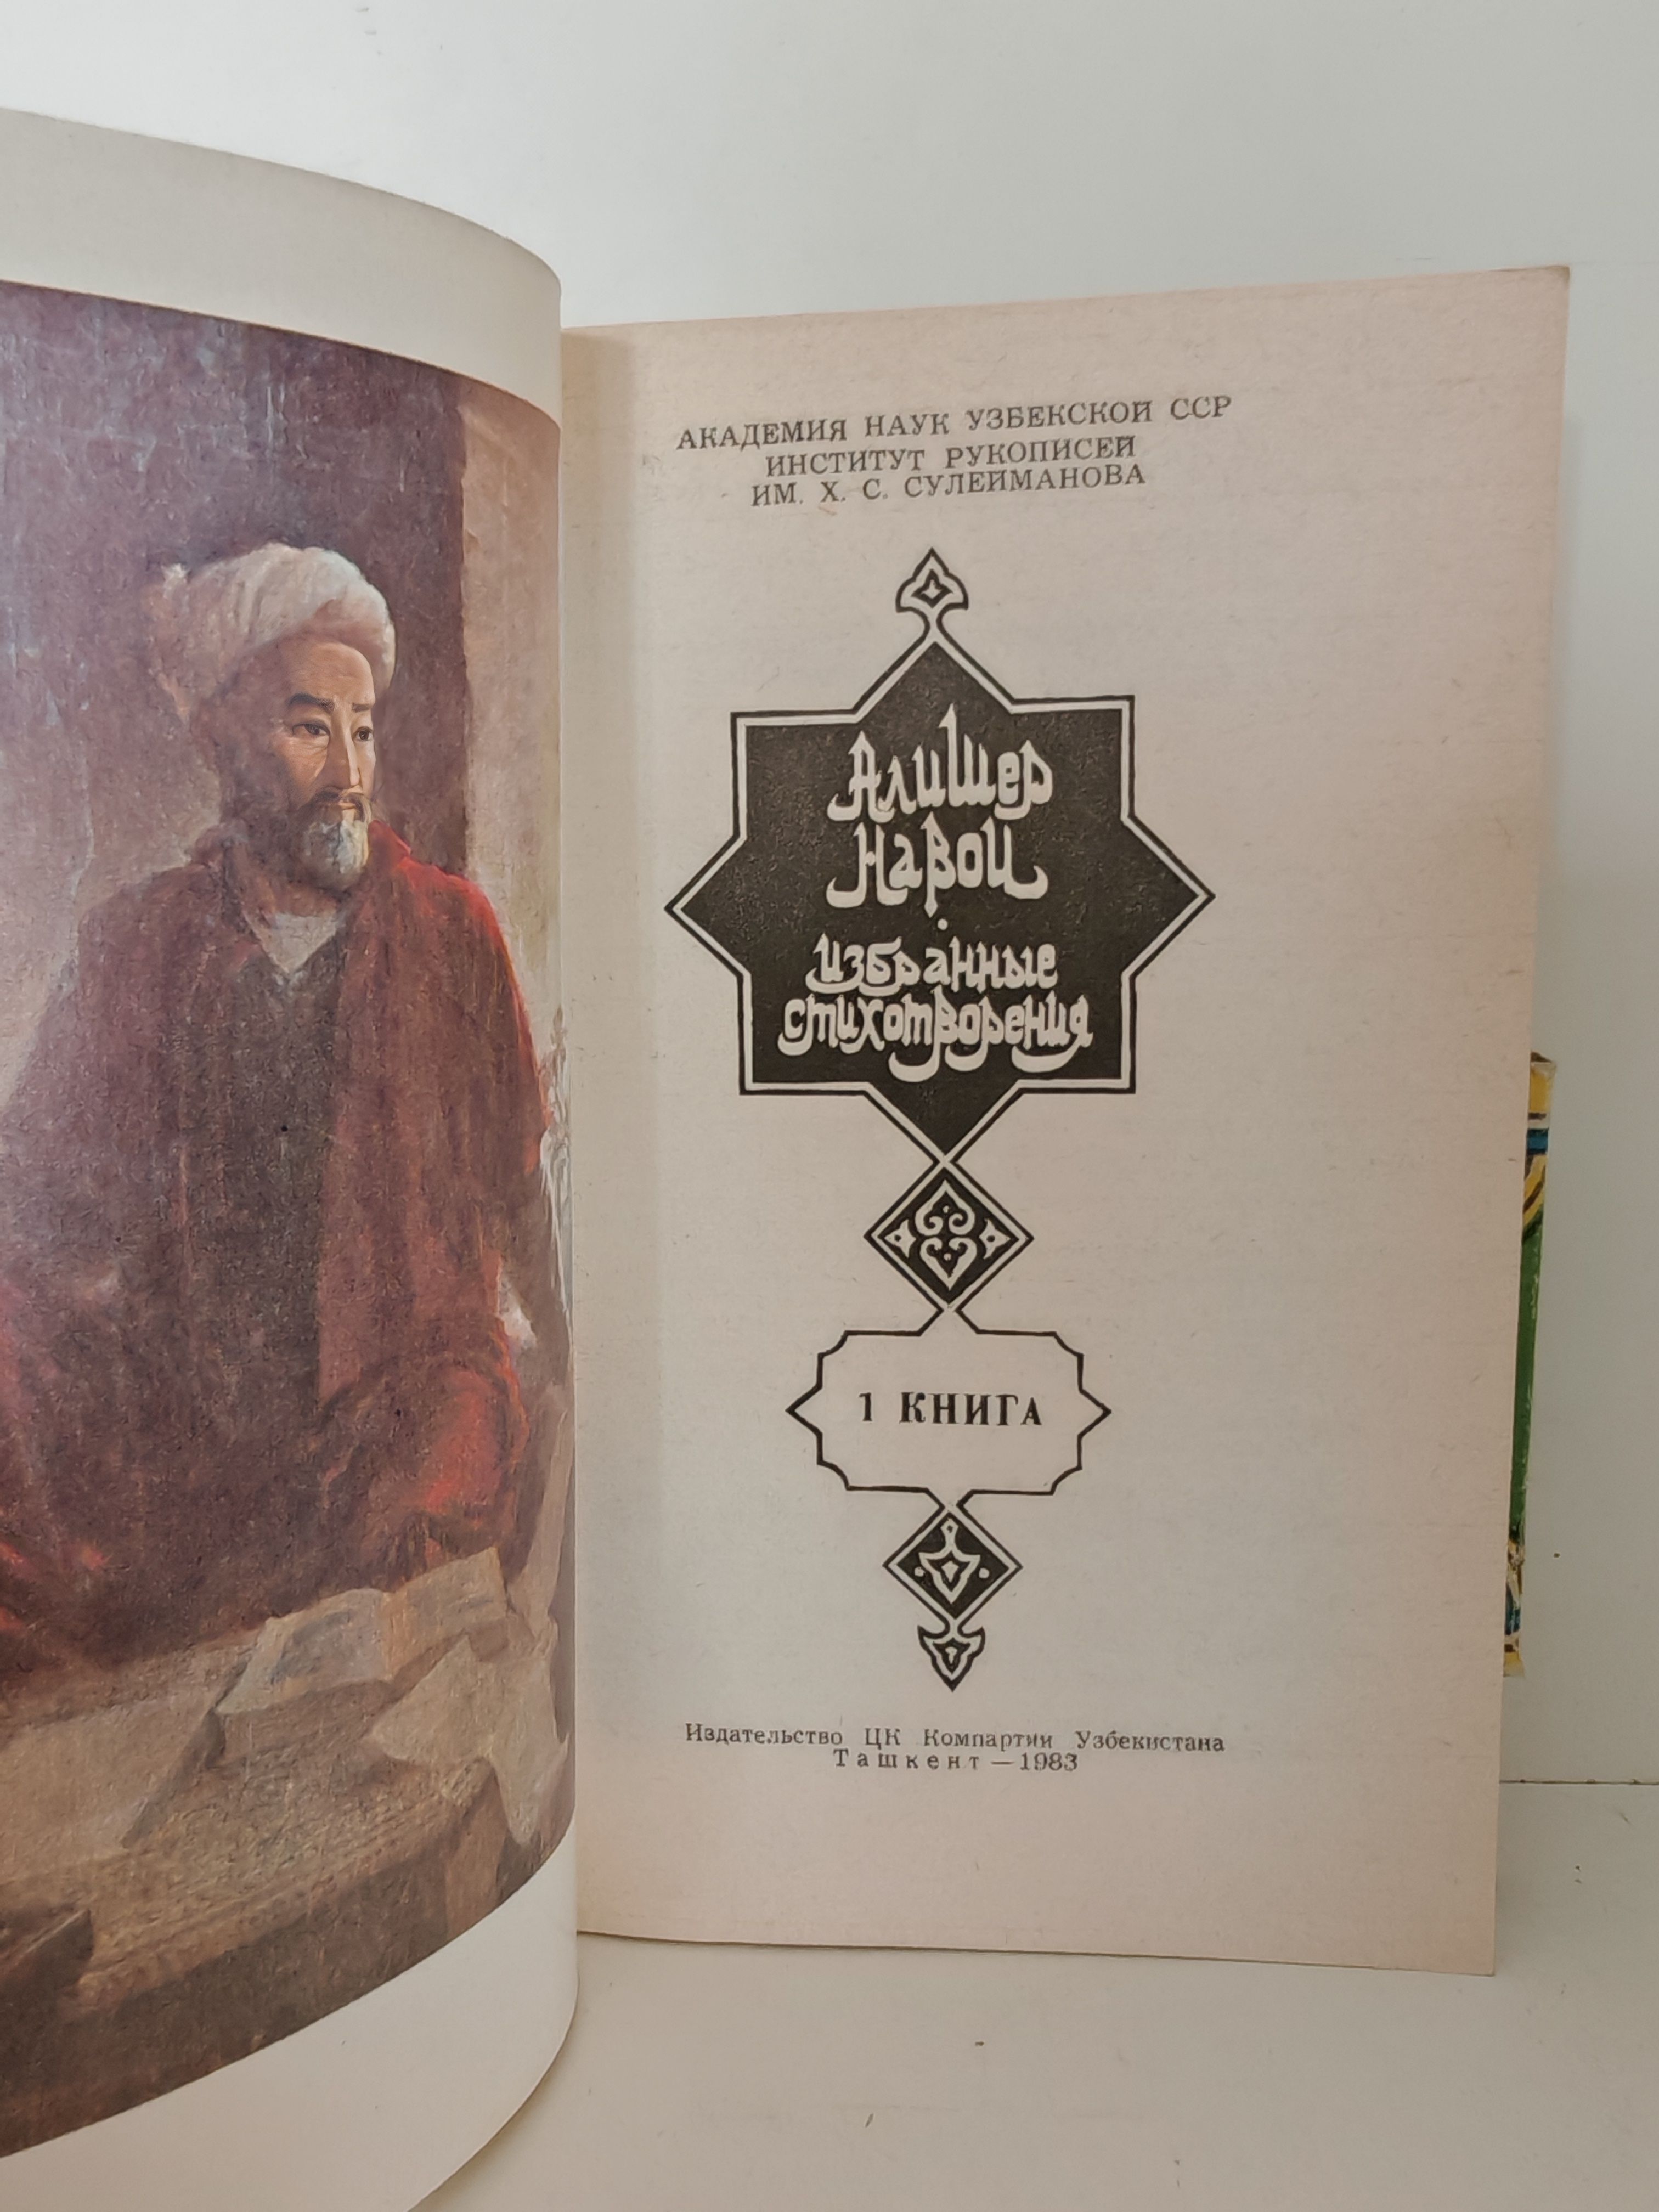 АКАДЕМИЯ НАУК УЗБЕКСКОЙ ССР
ИНСТИТУТ РУКОПИСЕЙ
ИМ. Х. С. СУЛЕЙМАНОВА
Алишер
Навои
избранные
стихотворения
1 КНИГА
Издательство ЦК Компартии Узбекистана
Ташкент — 1983